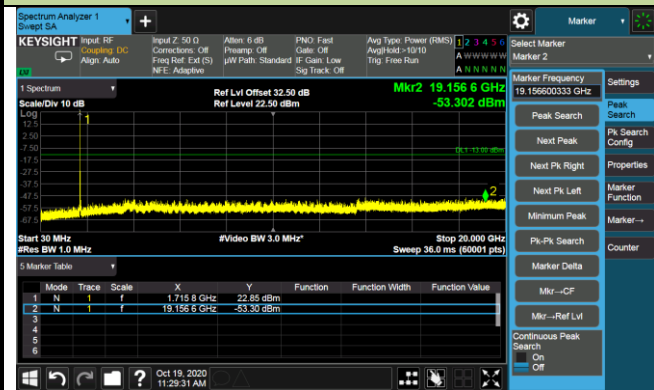 Spectrum Analyzer 1
Swept SA
+
Marker
KEYSIGHT
Input: RF
Coupling: DC
Align: Auto
Input Z: 50 Ω
Corrections: Off
Freq Ref: Ext (S)
NFE: Adaptive
Atten: 6 dB
Preamp: Off
µW Path: Standard
PNO: Fast
Gate: Off
IF Gain: Low
Sig Track: Off
Avg Type: Power (RMS)
Avg|Hold:>10/10
Trig: Free Run
1 2 3 4 5 6
A W W W W W
A N N N N N
Select Marker
Marker 2
1 Spectrum
Scale/Div 10 dB
Ref Lvl Offset 32.50 dB
Ref Level 22.50 dBm
Mkr2 19.156 6 GHz
-53.302 dBm
Log
12.5
2.50
-7.50
-17.5
-27.5
-37.5
-47.5
-57.5
-67.5
1
DL1 -13.00 dBm
2
Start 30 MHz
#Res BW 1.0 MHz
#Video BW 3.0 MHz*
Stop 20.000 GHz
Sweep 36.0 ms (60001 pts)
5 Marker Table
Mode Trace Scale X Y Function Function Width Function Value
1 N 1 f 1.715 8 GHz 22.85 dBm
2 N 1 f 19.156 6 GHz -53.30 dBm
3
4
5
6
Marker Frequency
19.156600333 GHz
Peak Search
Next Peak
Next Pk Right
Next Pk Left
Minimum Peak
Pk-Pk Search
Marker Delta
Mkr→CF
Mkr→Ref Lvl
Continuous Peak
Search
On
Off
Settings
Peak
Search
Pk Search
Config
Properties
Marker
Function
Marker→
Counter
?
Oct 19, 2020
11:29:31 AM